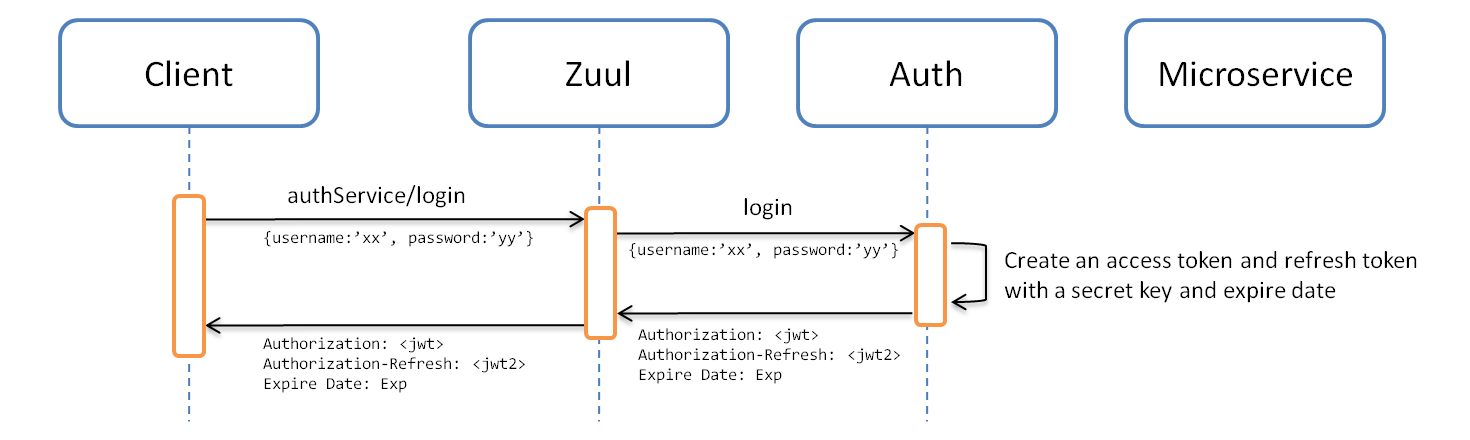 Client
Zuul
Auth
Microservice
authService/login
{username:’xx’, password:’yy’}
login
{username:’xx’, password:’yy’}
Create an access token and refresh token
with a secret key and expire date
Authorization: <jwt>
Authorization-Refresh: <jwt2>
Expire Date: Exp
Authorization: <jwt>
Authorization-Refresh: <jwt2>
Expire Date: Exp